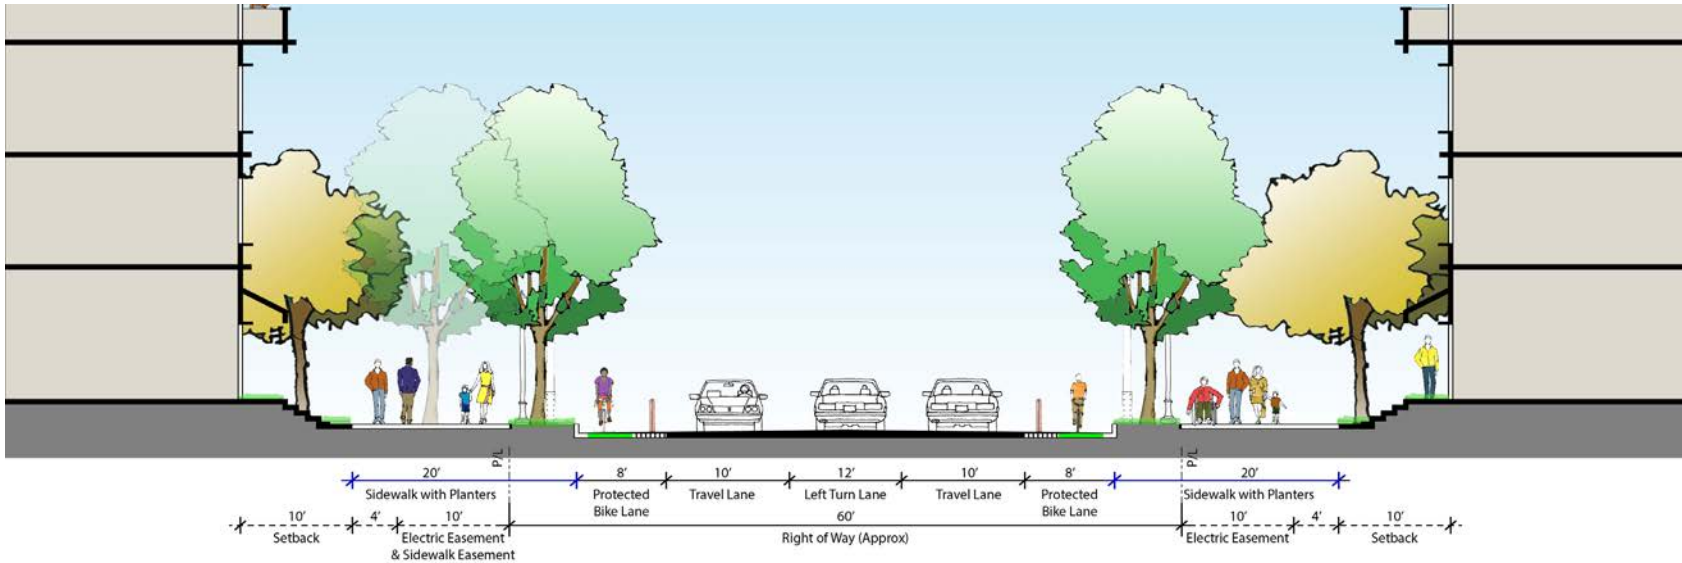 P/L P/L
20' 8' 10' 12' 10' 8' 20'
Sidewalk with Planters Protected Travel Lane Left Turn Lane Travel Lane Protected Sidewalk with Planters
Bike Lane Bike Lane
10' 4' 10' 60' 10' 4' 10'
Setback Electric Easement Right of Way (Approx) Electric Easement Setback
& Sidewalk Easement